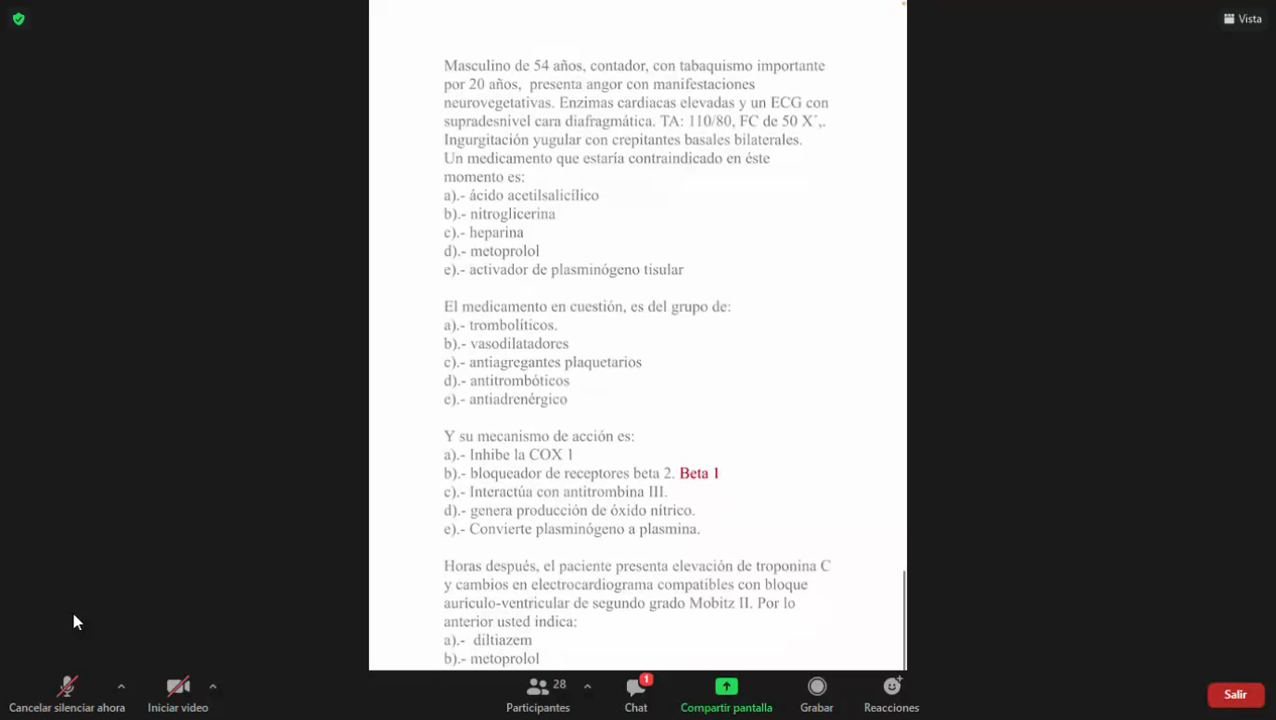 Vista
Masculino de 54 años, contador, con tabaquismo importante
por 20 años, presenta angor con manifestaciones
neurovegetativas. Enzimas cardiacas elevadas y un ECG con
supradesnivel cara diafragmática. TA: 110/80, FC de 50 X´,.
Ingurgitación yugular con crepitantes basales bilaterales.
Un medicamento que estaría contraindicado en éste
momento es:
a).- ácido acetilsalicílico
b).- nitroglicerina
c).- heparina
d).- metoprolol
e).- activador de plasminógeno tisular
El medicamento en cuestión, es del grupo de:
a).- trombolíticos.
b).- vasodilatadores
c).- antiagregantes plaquetarios
d).- antitrombóticos
e).- antiadrenérgico
Y su mecanismo de acción es:
a).- Inhibe la COX 1
b).- bloqueador de receptores beta 2. Beta 1
c).- Interactúa con antitrombina III.
d).- genera producción de óxido nítrico.
e).- Convierte plasminógeno a plasmina.
Horas después, el paciente presenta elevación de troponina C
y cambios en electrocardiograma compatibles con bloque
aurículo-ventricular de segundo grado Mobitz II. Por lo
anterior usted indica:
a).- diltiazem
b).- metoprolol
28
1
Cancelar silenciar ahora
Iniciar video
Participantes
Chat
Compartir pantalla
Grabar
Reacciones
Salir